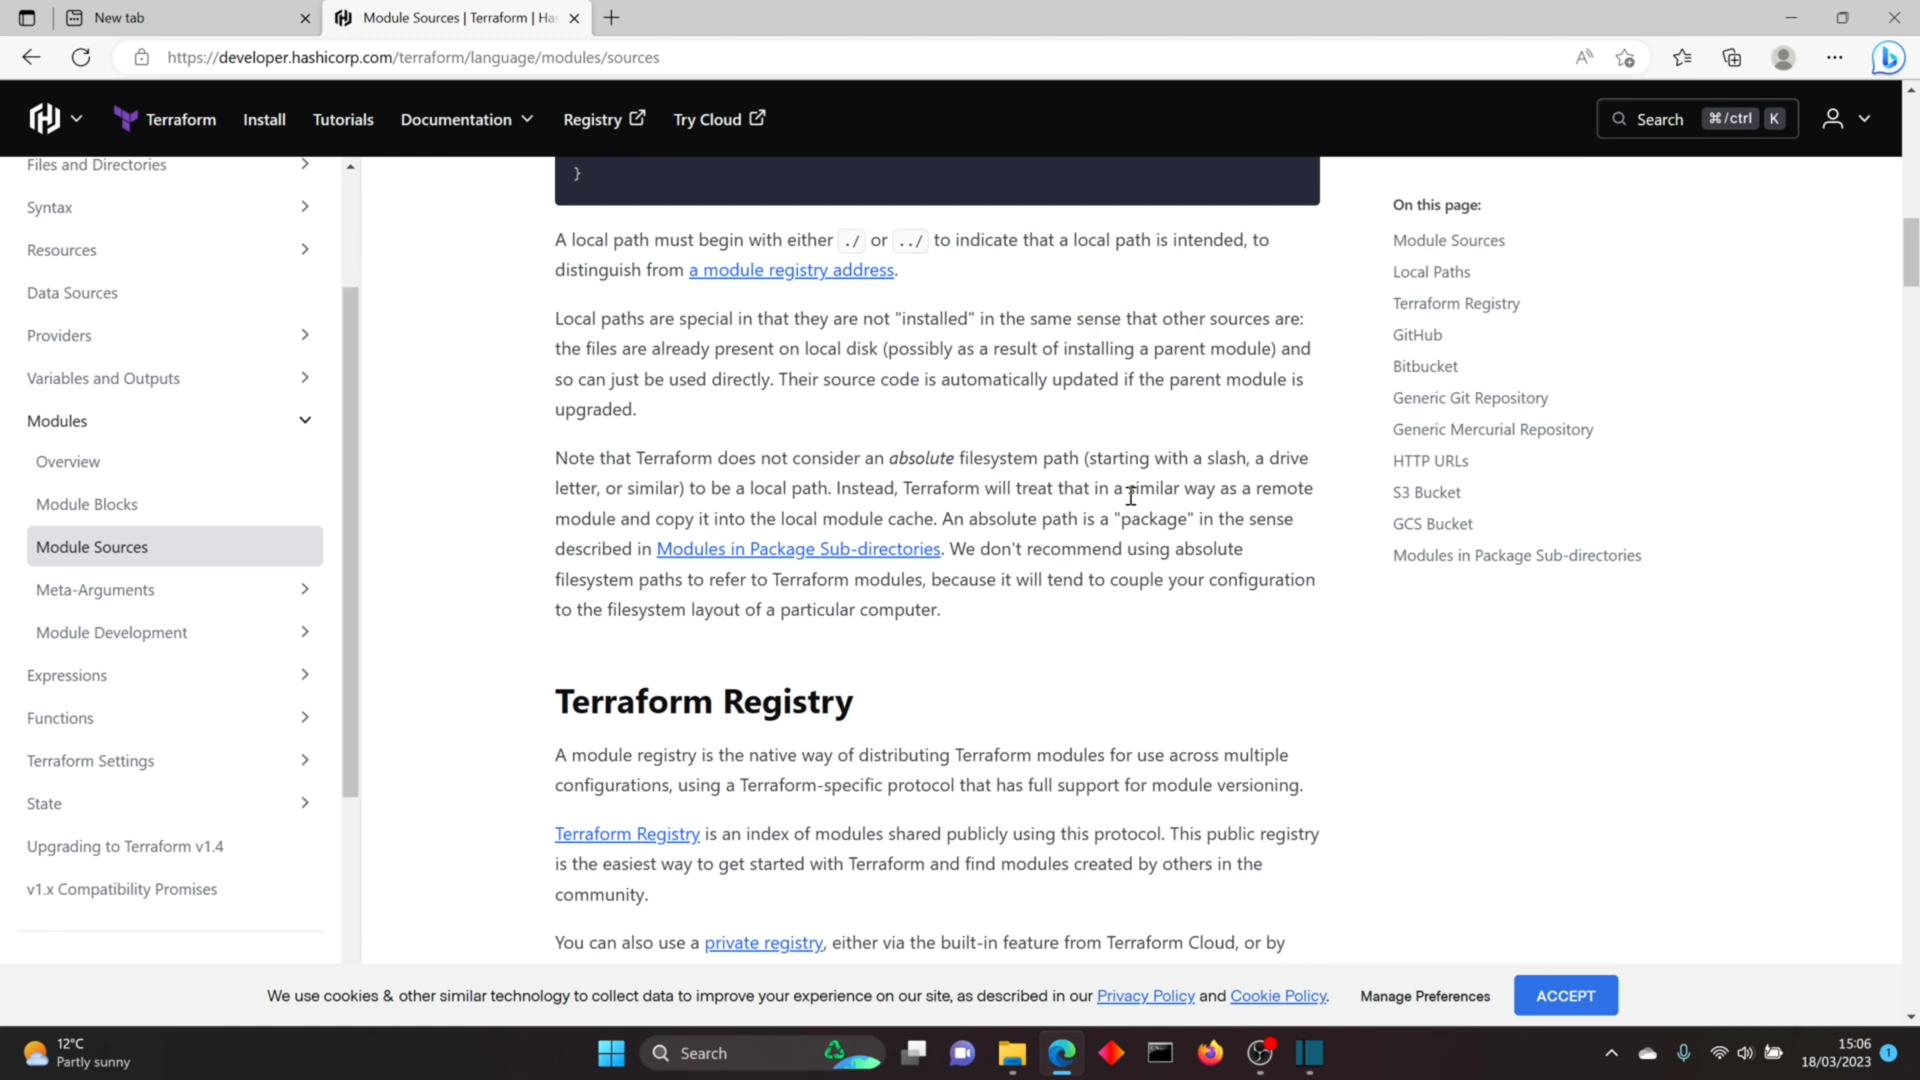 New tab
Module Sources | Terraform | Ha
https://developer.hashicorp.com/terraform/language/modules/sources
Terraform
Install
Tutorials
Documentation
Registry
Try Cloud
Search
⌘/ctrl
K
Files and Directories
Syntax
Resources
Data Sources
Providers
Variables and Outputs
Modules
Overview
Module Blocks
Module Sources
Meta-Arguments
Module Development
Expressions
Functions
Terraform Settings
State
Upgrading to Terraform v1.4
v1.x Compatibility Promises
}
A local path must begin with either ./ or ../ to indicate that a local path is intended, to
distinguish from a module registry address.
Local paths are special in that they are not "installed" in the same sense that other sources are:
the files are already present on local disk (possibly as a result of installing a parent module) and
so can just be used directly. Their source code is automatically updated if the parent module is
upgraded.
Note that Terraform does not consider an absolute filesystem path (starting with a slash, a drive
letter, or similar) to be a local path. Instead, Terraform will treat that in a similar way as a remote
module and copy it into the local module cache. An absolute path is a "package" in the sense
described in Modules in Package Sub-directories. We don't recommend using absolute
filesystem paths to refer to Terraform modules, because it will tend to couple your configuration
to the filesystem layout of a particular computer.
Terraform Registry
A module registry is the native way of distributing Terraform modules for use across multiple
configurations, using a Terraform-specific protocol that has full support for module versioning.
Terraform Registry is an index of modules shared publicly using this protocol. This public registry
is the easiest way to get started with Terraform and find modules created by others in the
community.
You can also use a private registry, either via the built-in feature from Terraform Cloud, or by
On this page:
Module Sources
Local Paths
Terraform Registry
GitHub
Bitbucket
Generic Git Repository
Generic Mercurial Repository
HTTP URLs
S3 Bucket
GCS Bucket
Modules in Package Sub-directories
We use cookies & other similar technology to collect data to improve your experience on our site, as described in our Privacy Policy and Cookie Policy.
Manage Preferences
ACCEPT
12°C
Partly sunny
Search
15:06
18/03/2023
1